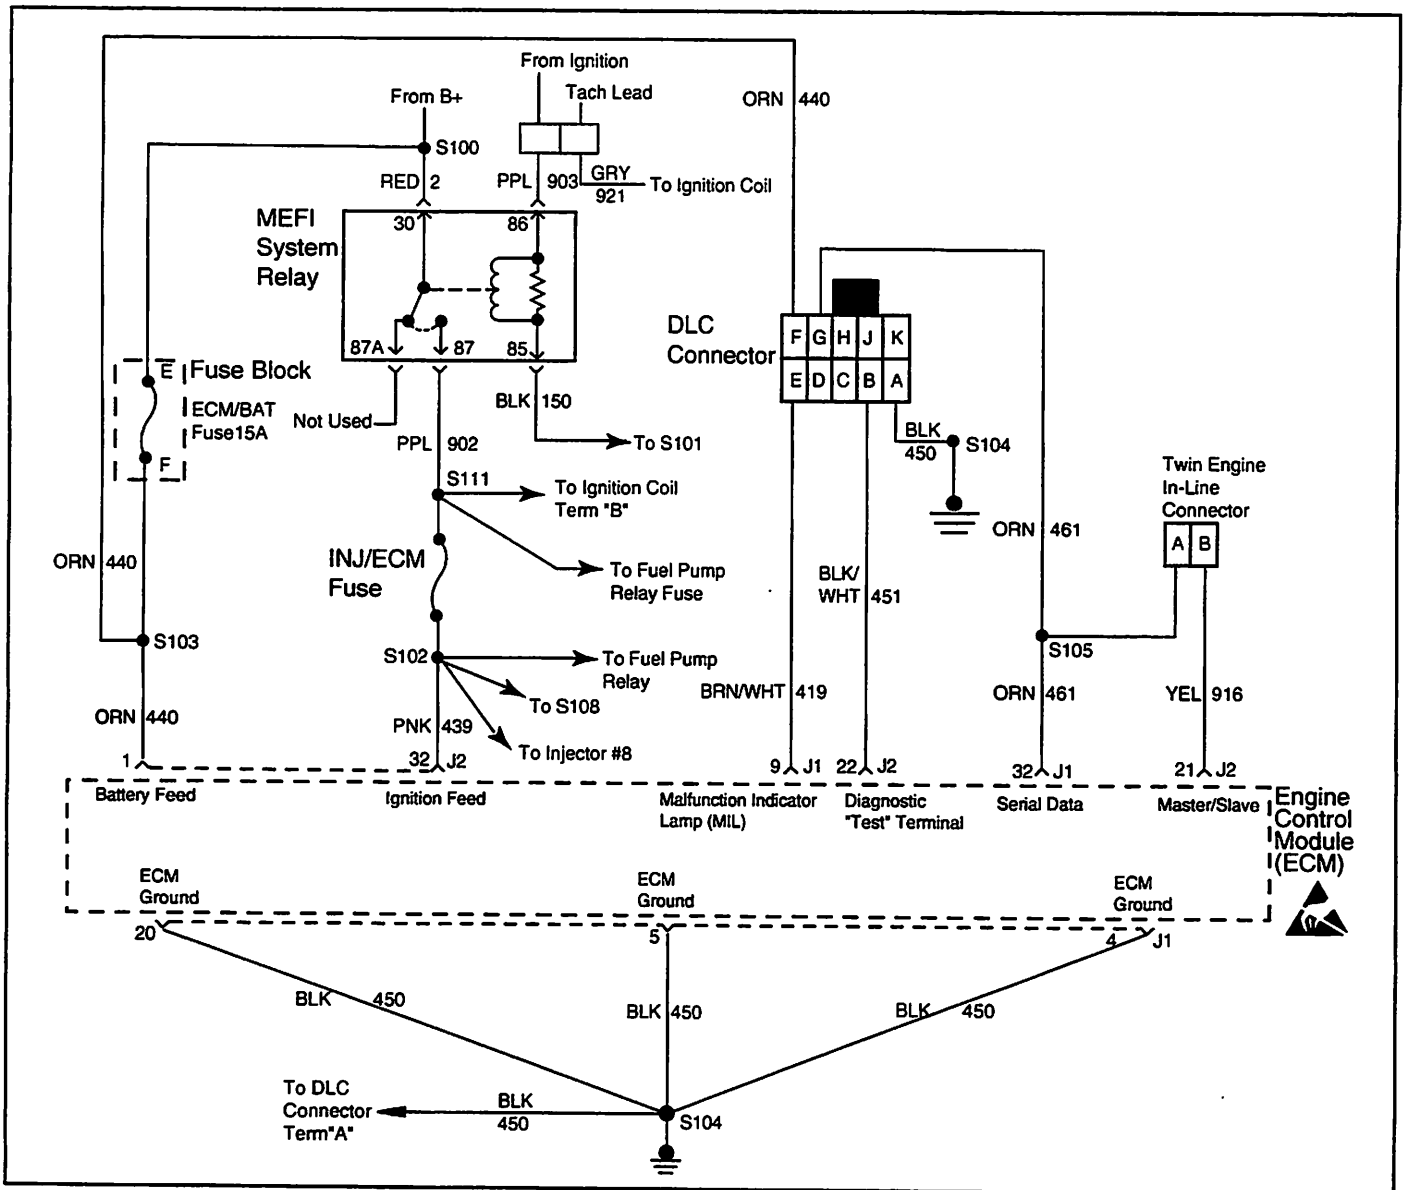 From Ignition
Tach Lead
From B+
ORN 440
S100
RED 2
PPL 903
GRY
921
To Ignition Coil
MEFI
System
Relay
30
86
87A
87
85
DLC
Connector
F G H J K
E D C B A
Fuse Block
E
ECM/BAT
Fuse15A
F
Not Used
BLK 150
To S101
PPL 902
BLK
450
S104
S111
To Ignition Coil
Term "B"
Twin Engine
In-Line
Connector
A B
ORN 461
ORN 440
INJ/ECM
Fuse
To Fuel Pump
Relay Fuse
BLK/
WHT 451
S103
S102
To Fuel Pump
Relay
S105
BRN/WHT 419
ORN 461
YEL 916
To S108
ORN 440
PNK 439
To Injector #8
1
32 J2
9 J1
22 J2
32 J1
21 J2
Battery Feed
Ignition Feed
Malfunction Indicator
Lamp (MIL)
Diagnostic
"Test" Terminal
Serial Data
Master/Slave
Engine
Control
Module
(ECM)
ECM
Ground
ECM
Ground
ECM
Ground
20
5
4 J1
BLK 450
BLK 450
BLK 450
To DLC
Connector
Term"A"
BLK
450
S104